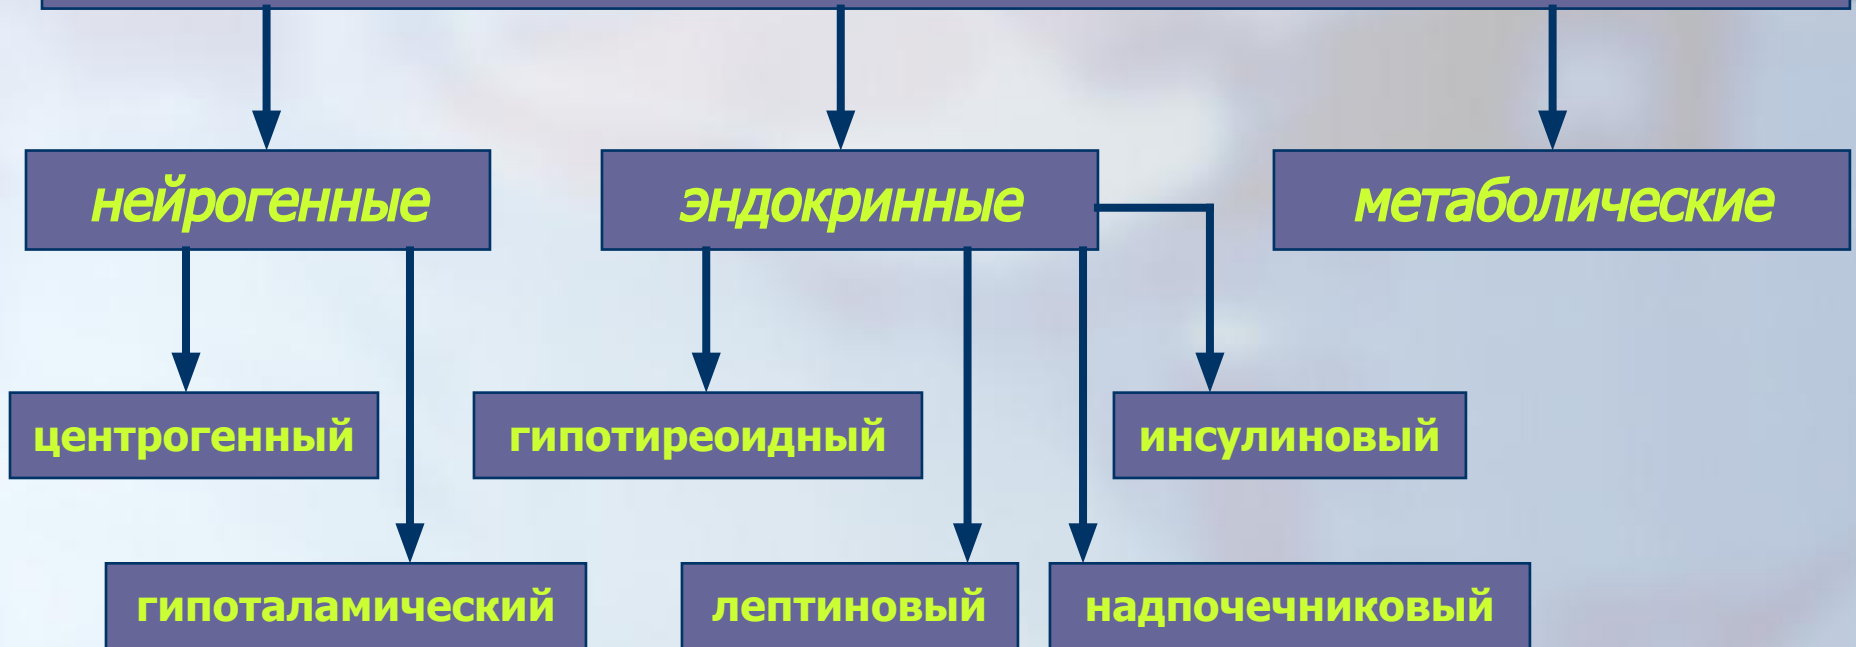 нейрогенные
эндокринные
метаболические
центрогенный
гипотиреоидный
инсулиновый
гипоталамический
лептиновый
надпочечниковый